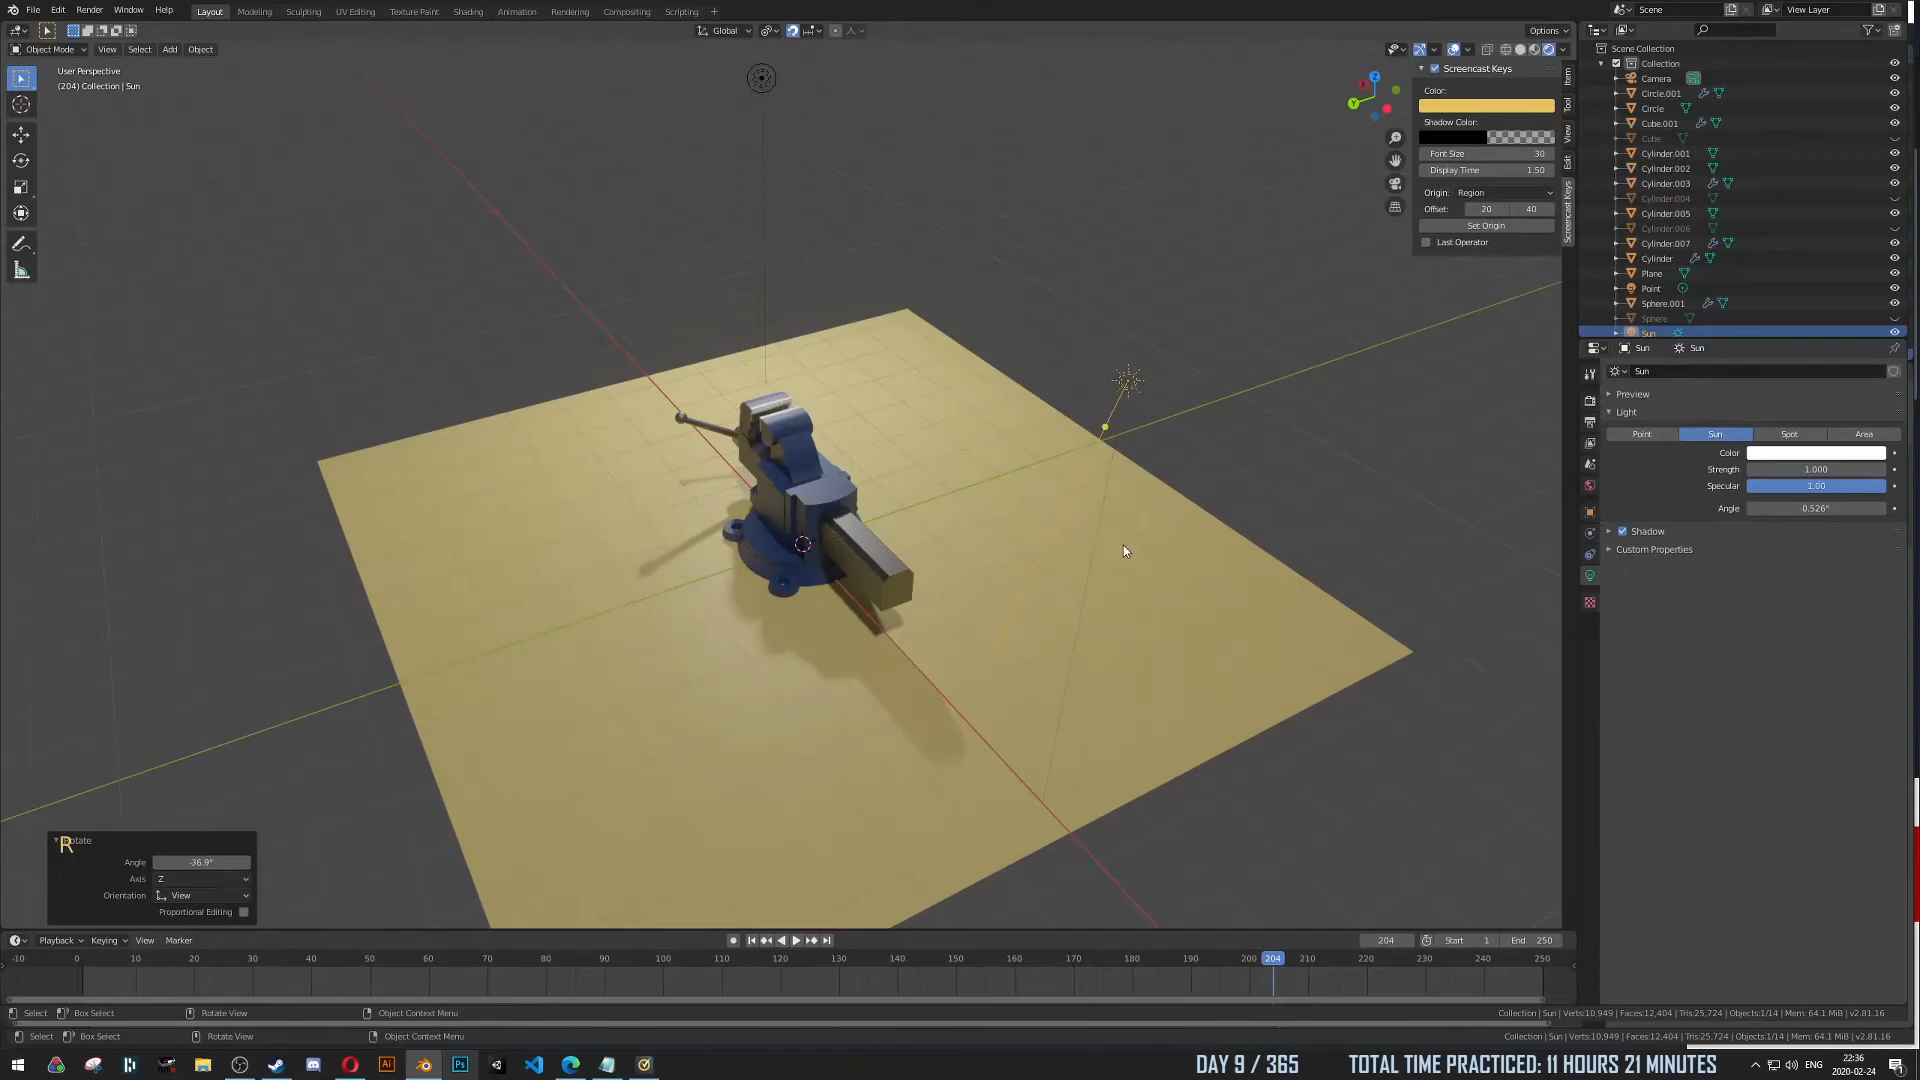 File Edit Render Window Help
Layout Modeling Sculpting UV Editing Texture Paint Shading Animation Rendering Compositing Scripting +
Scene
View Layer
Global
Options
Object Mode View Select Add Object
User Perspective
(204) Collection | Sun
Screencast Keys
Color:
Shadow Color:
Font Size 30
Display Time 1.50
Origin: Region
Offset: 20 40
Set Origin
Last Operator
Item
Tool
View
Edit
Screencast Keys
X
Y
Z
Scene Collection
Collection
Camera
Circle.001
Circle
Cube.001
Cube
Cylinder.001
Cylinder.002
Cylinder.003
Cylinder.004
Cylinder.005
Cylinder.006
Cylinder.007
Cylinder
Plane
Point
Sphere.001
Sphere
Sun
Sun Sun
Sun
Preview
Light
Point Sun Spot Area
Color
Strength 1.000
Specular 1.00
Angle 0.526°
Shadow
Custom Properties
R
Angle -36.9°
Axis Z
Orientation View
Proportional Editing
Playback Keying View Marker
204 Start 1 End 250
-10 0 10 20 30 40 50 60 70 80 90 100 110 120 130 140 150 160 170 180 190 200 204 210 220 230 240 250
Select Box Select Rotate View Object Context Menu
Collection | Sun | Verts:10,949 | Faces:12,404 | Tris:25,724 | Objects:1/14 | Mem: 64.1 MiB | v2.81.16
Select Box Select Rotate View Object Context Menu
Collection | Sun | Verts:10,949 | Faces:12,404 | Tris:25,724 | Objects:1/14 | Mem: 64.1 MiB | v2.81.16
Ai
Ps
DAY 9 / 365 TOTAL TIME PRACTICED: 11 HOURS 21 MINUTES
ENG
22:36
2020-02-24